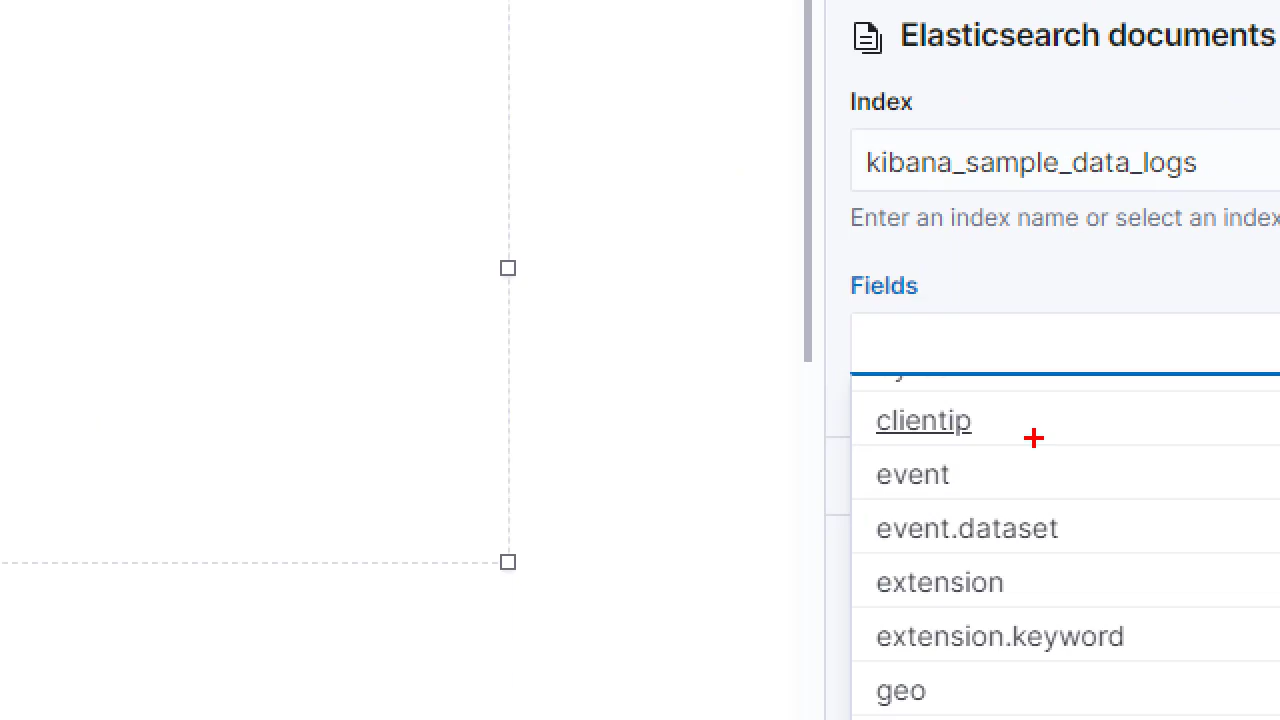 Elasticsearch documents
Index
kibana_sample_data_logs
Enter an index name or select an index
Fields
clientip
event
event.dataset
extension
extension.keyword
geo